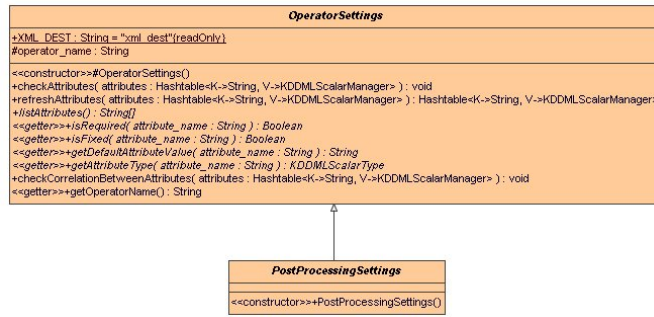 OperatorSettings
+XML_DEST : String = "xml_dest"{readOnly}
#operator_name : String
<<constructor>>#OperatorSettings()
+checkAttributes( attributes : Hashtable<K->String, V->KDDMLScalarManager> ) : void
+refreshAttributes( attributes : Hashtable<K->String, V->KDDMLScalarManager> ) : Hashtable<K->String, V->KDDMLScalarManager>
+listAttributes() : String[]
<<getter>>+isRequired( attribute_name : String ) : Boolean
<<getter>>+isFixed( attribute_name : String ) : Boolean
<<getter>>+getDefaultAttributeValue( attribute_name : String ) : String
<<getter>>+getAttributeType( attribute_name : String ) : KDDMLScalarType
+checkCorrelationBetweenAttributes( attributes : Hashtable<K->String, V->KDDMLScalarManager> ) : void
<<getter>>+getOperatorName() : String
PostProcessingSettings
<<constructor>>+PostProcessingSettings()